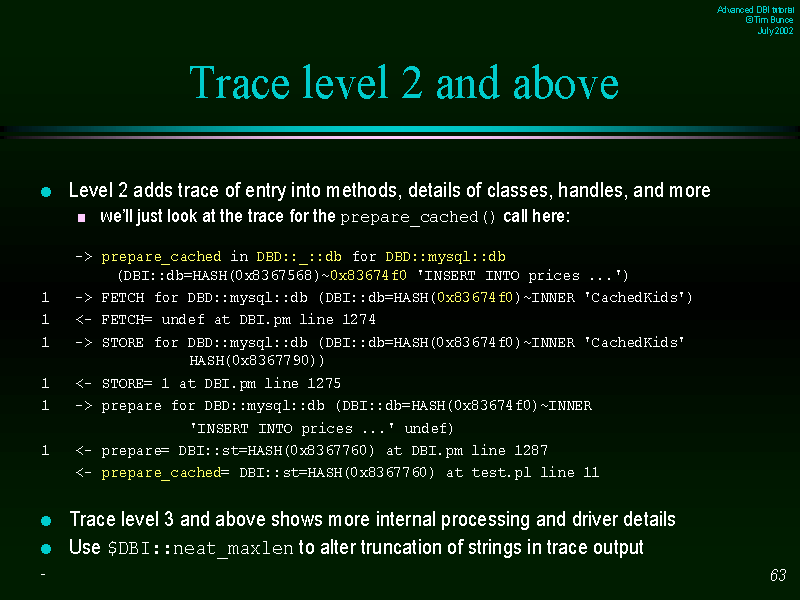 Advanced DBI tutorial
©Tim Bunce
July 2002
Trace level 2 and above
Level 2 adds trace of entry into methods, details of classes, handles, and more
we'll just look at the trace for the prepare_cached() call here:
-> prepare_cached in DBD::_::db for DBD::mysql::db
(DBI::db=HASH(0x8367568)~0x83674f0 'INSERT INTO prices ...')
1 -> FETCH for DBD::mysql::db (DBI::db=HASH(0x83674f0)~INNER 'CachedKids')
1 <- FETCH= undef at DBI.pm line 1274
1 -> STORE for DBD::mysql::db (DBI::db=HASH(0x83674f0)~INNER 'CachedKids'
HASH(0x8367790))
1 <- STORE= 1 at DBI.pm line 1275
1 -> prepare for DBD::mysql::db (DBI::db=HASH(0x83674f0)~INNER
'INSERT INTO prices ...' undef)
1 <- prepare= DBI::st=HASH(0x8367760) at DBI.pm line 1287
<- prepare_cached= DBI::st=HASH(0x8367760) at test.pl line 11
Trace level 3 and above shows more internal processing and driver details
Use $DBI::neat_maxlen to alter truncation of strings in trace output
-
63